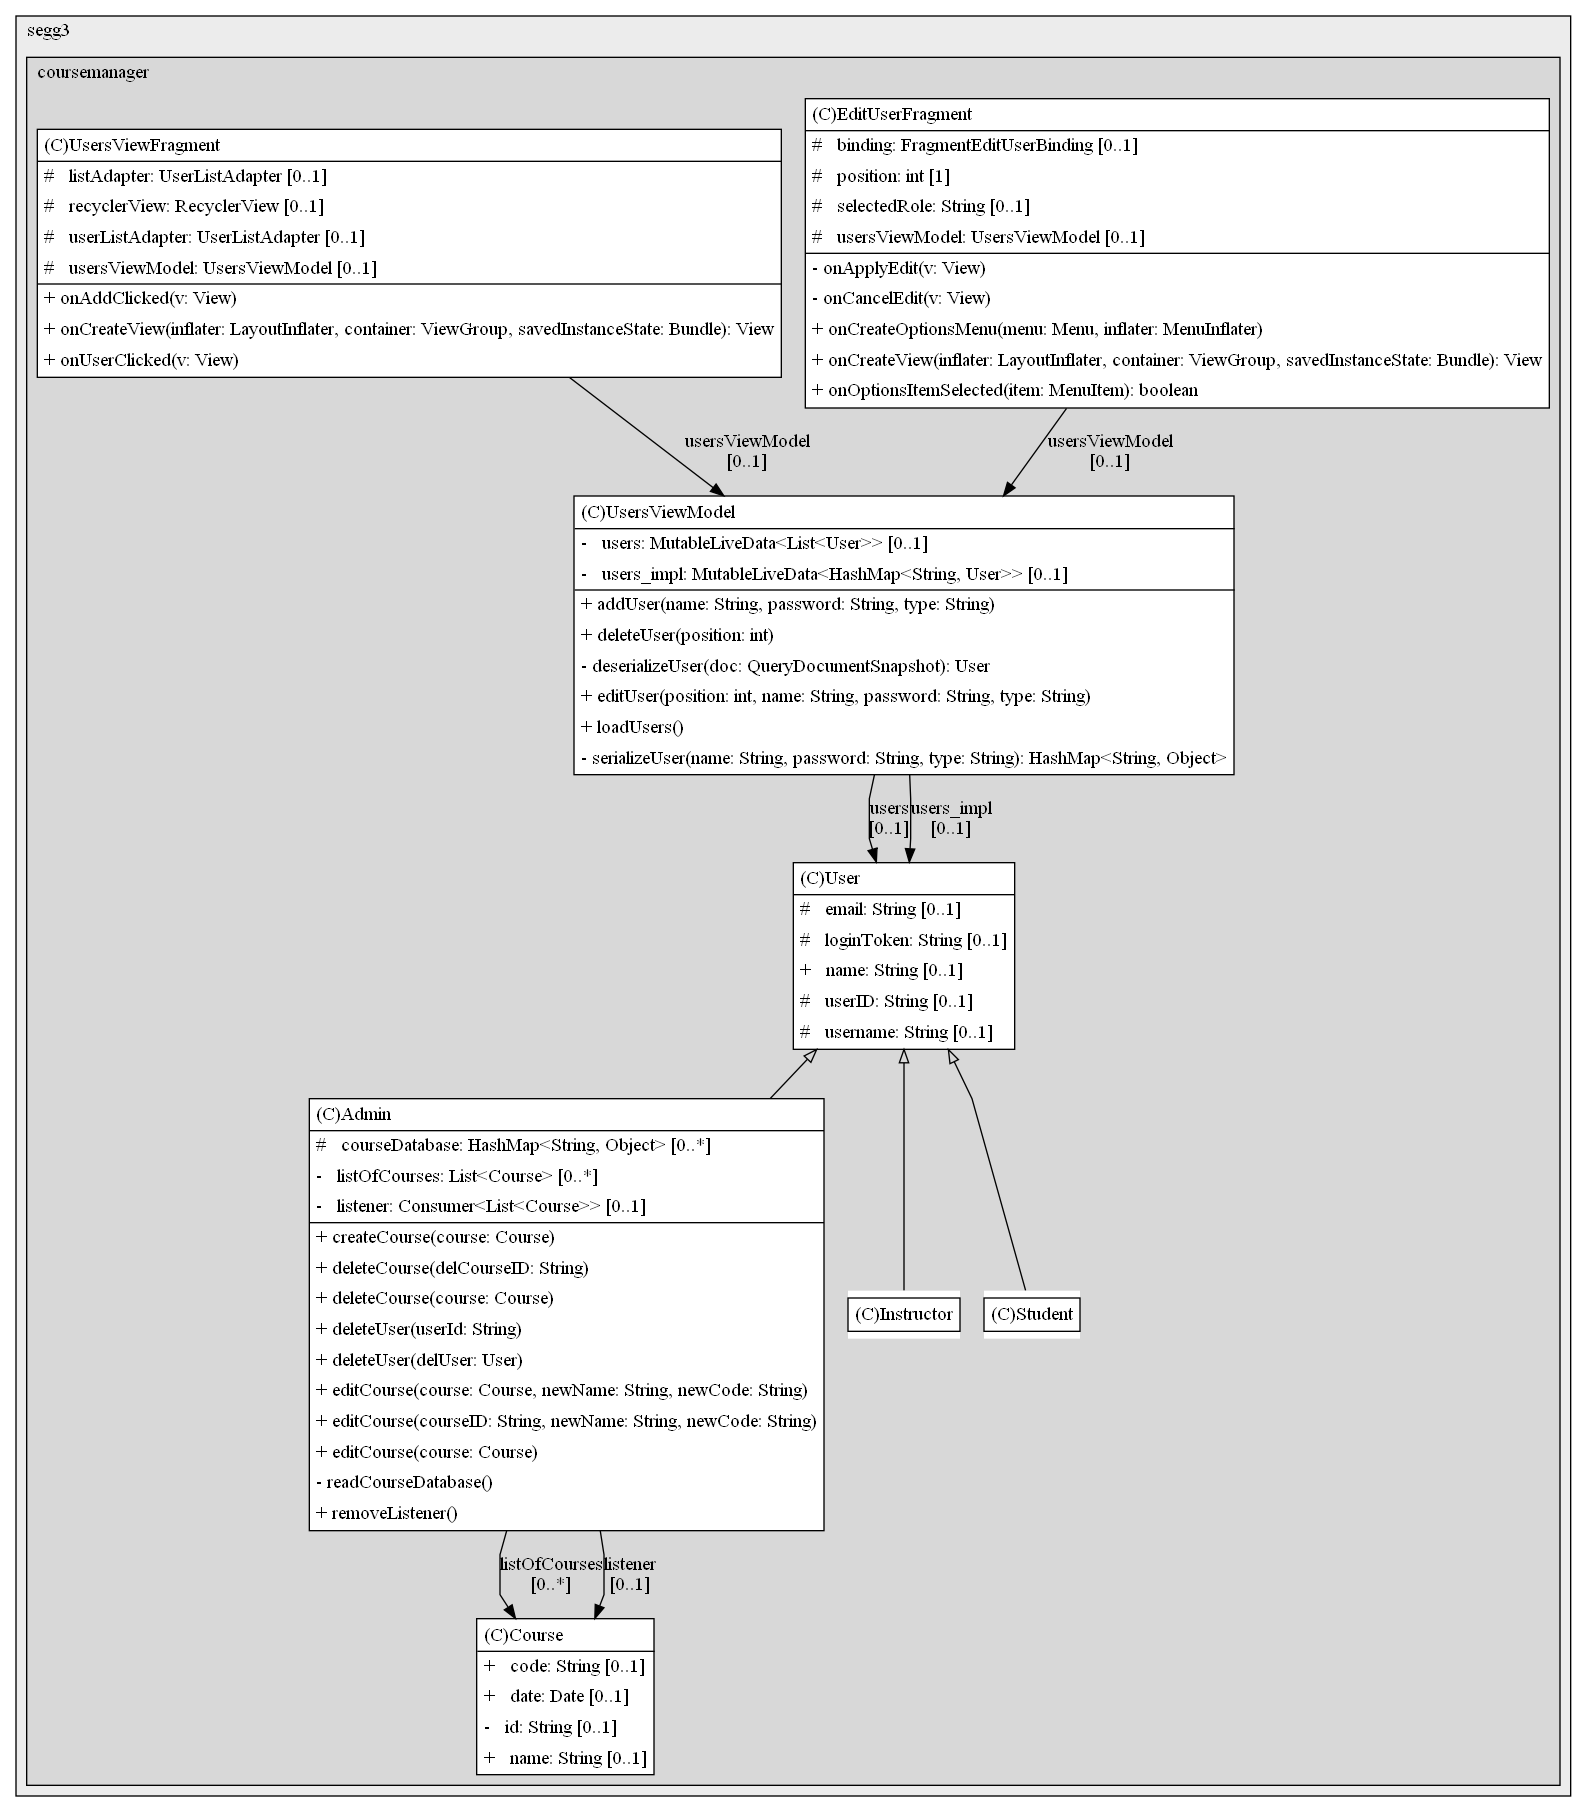 segg3
coursemanager
(C)UsersViewFragment
# listAdapter: UserListAdapter [0..1]
# recyclerView: RecyclerView [0..1]
# userListAdapter: UserListAdapter [0..1]
# usersViewModel: UsersViewModel [0..1]
+ onAddClicked(v: View)
+ onCreateView(inflater: LayoutInflater, container: ViewGroup, savedInstanceState: Bundle): View
+ onUserClicked(v: View)
(C)EditUserFragment
# binding: FragmentEditUserBinding [0..1]
# position: int [1]
# selectedRole: String [0..1]
# usersViewModel: UsersViewModel [0..1]
- onApplyEdit(v: View)
- onCancelEdit(v: View)
+ onCreateOptionsMenu(menu: Menu, inflater: MenuInflater)
+ onCreateView(inflater: LayoutInflater, container: ViewGroup, savedInstanceState: Bundle): View
+ onOptionsItemSelected(item: MenuItem): boolean
usersViewModel
[0..1]
usersViewModel
[0..1]
(C)UsersViewModel
- users: MutableLiveData<List<User>> [0..1]
- users_impl: MutableLiveData<HashMap<String, User>> [0..1]
+ addUser(name: String, password: String, type: String)
+ deleteUser(position: int)
- deserializeUser(doc: QueryDocumentSnapshot): User
+ editUser(position: int, name: String, password: String, type: String)
+ loadUsers()
- serializeUser(name: String, password: String, type: String): HashMap<String, Object>
users
[0..1]
users_impl
[0..1]
(C)User
# email: String [0..1]
# loginToken: String [0..1]
+ name: String [0..1]
# userID: String [0..1]
# username: String [0..1]
(C)Admin
# courseDatabase: HashMap<String, Object> [0..*]
- listOfCourses: List<Course> [0..*]
- listener: Consumer<List<Course>> [0..1]
+ createCourse(course: Course)
+ deleteCourse(delCourseID: String)
+ deleteCourse(course: Course)
+ deleteUser(userId: String)
+ deleteUser(delUser: User)
+ editCourse(course: Course, newName: String, newCode: String)
+ editCourse(courseID: String, newName: String, newCode: String)
+ editCourse(course: Course)
- readCourseDatabase()
+ removeListener()
(C)Instructor
(C)Student
listOfCourses
[0..*]
listener
[0..1]
(C)Course
+ code: String [0..1]
+ date: Date [0..1]
- id: String [0..1]
+ name: String [0..1]